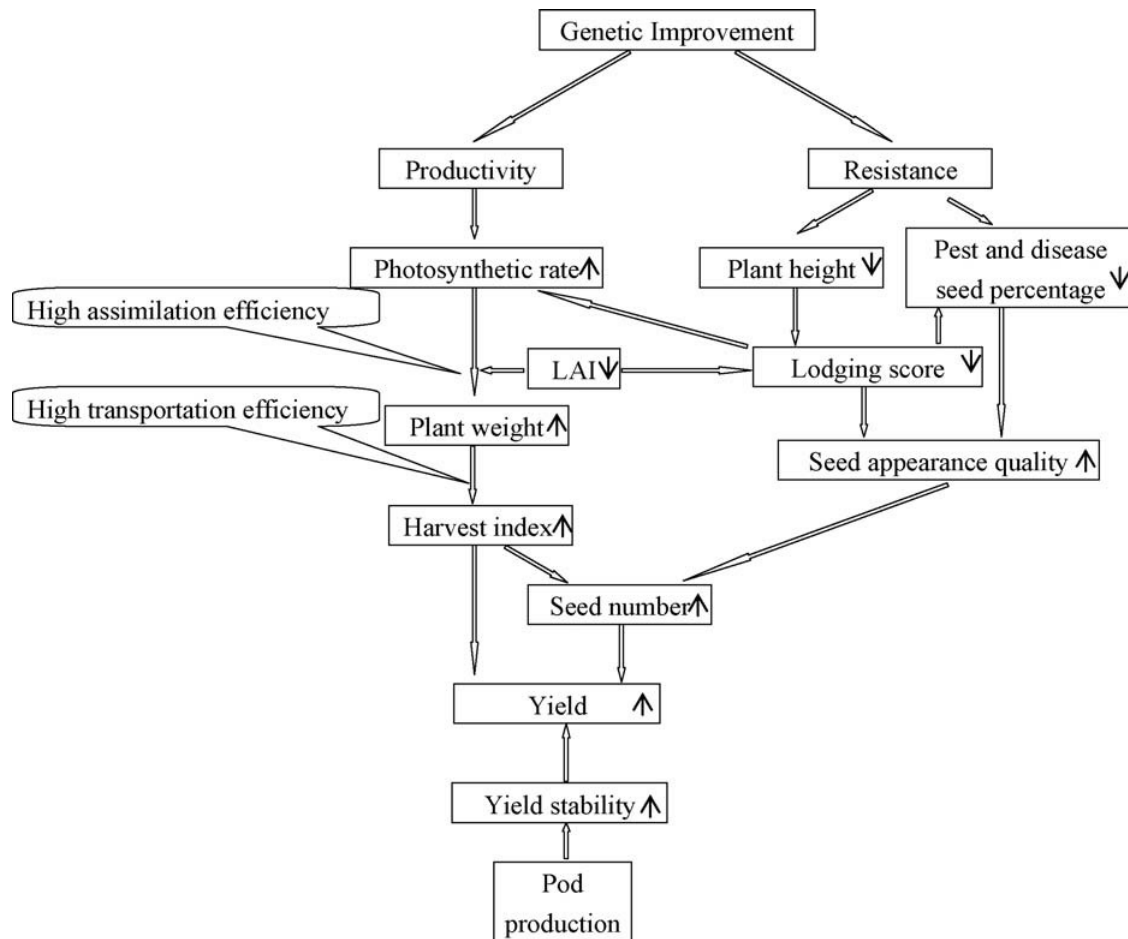 Genetic Improvement
Productivity
Resistance
Photosynthetic rate↑
Plant height↓
Pest and disease
seed percentage↓
High assimilation efficiency
LAI↓
Lodging score ↓
High transportation efficiency
Plant weight↑
Seed appearance quality ↑
Harvest index↑
Seed number↑
Yield ↑
Yield stability↑
Pod
production